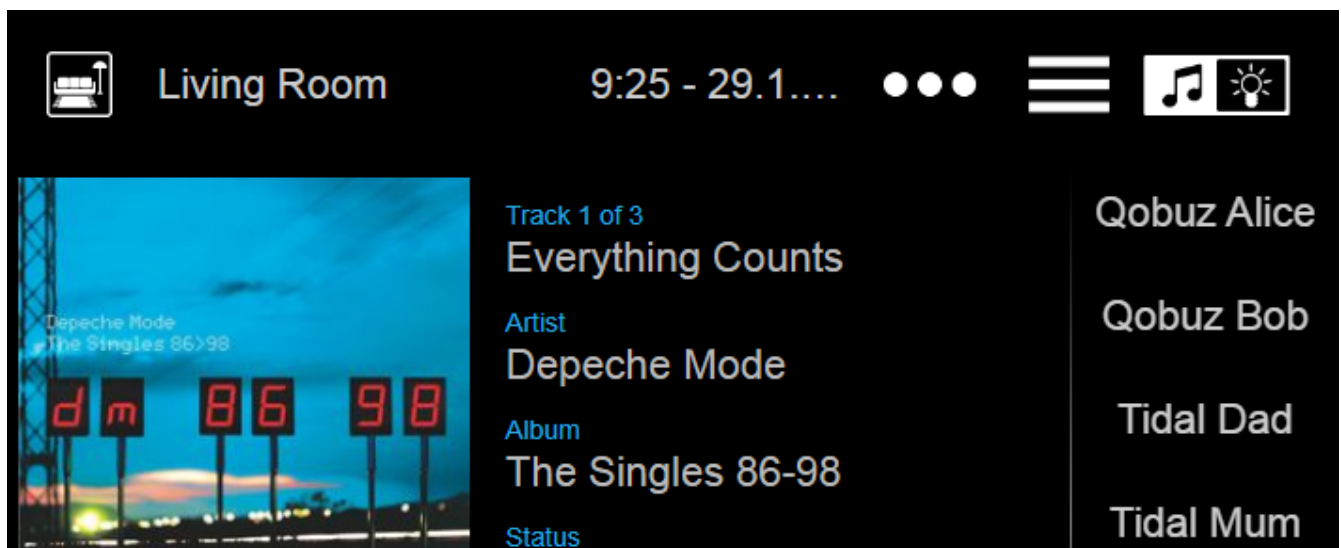 Living Room
9:25 - 29.1....
Depeche Mode
The Singles 86>98
dm 86 98
Track 1 of 3
Everything Counts
Artist
Depeche Mode
Album
The Singles 86-98
Status
Qobuz Alice
Qobuz Bob
Tidal Dad
Tidal Mum